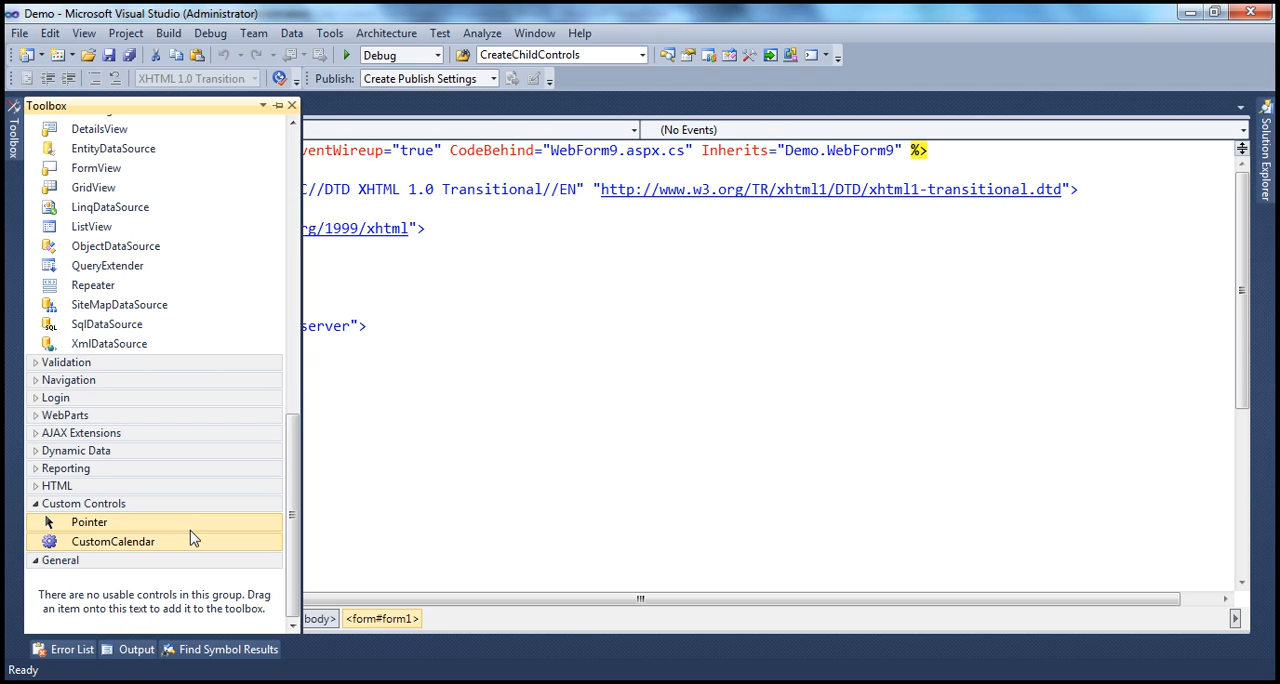 Demo - Microsoft Visual Studio (Administrator)
File Edit View Project Build Debug Team Data Tools Architecture Test Analyze Window Help
Debug CreateChildControls
XHTML 1.0 Transition Publish: Create Publish Settings
Toolbox
Toolbox
DetailsView
EntityDataSource
FormView
GridView
LinqDataSource
ListView
ObjectDataSource
QueryExtender
Repeater
SiteMapDataSource
SqlDataSource
XmlDataSource
Validation
Navigation
Login
WebParts
AJAX Extensions
Dynamic Data
Reporting
HTML
Custom Controls
Pointer
CustomCalendar
General
There are no usable controls in this group. Drag
an item onto this text to add it to the toolbox.
(No Events)
ventWireup="true" CodeBehind="WebForm9.aspx.cs" Inherits="Demo.WebForm9" %>
C//DTD XHTML 1.0 Transitional//EN" "http://www.w3.org/TR/xhtml1/DTD/xhtml1-transitional.dtd">
rg/1999/xhtml">
server">
body> <form#form1>
Solution Explorer
Error List Output Find Symbol Results
Ready